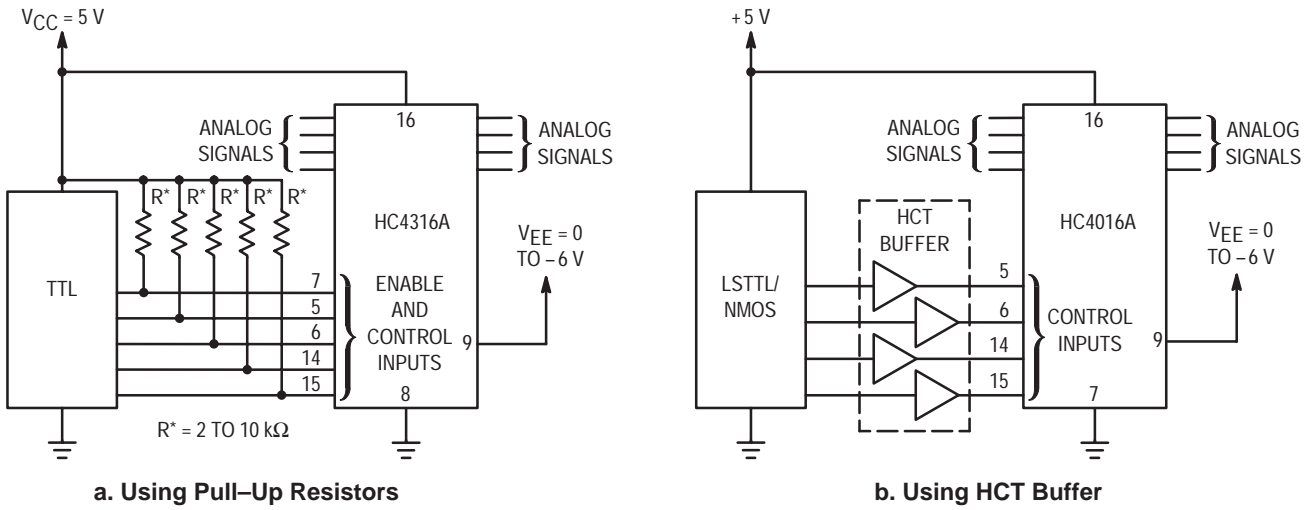 VCC = 5 V
16
ANALOG
SIGNALS
ANALOG
SIGNALS
R* R* R* R* R*
HC4316A
VEE = 0
TO – 6 V
TTL
7
5
6
14
15
ENABLE
AND
CONTROL
INPUTS
9
8
R* = 2 TO 10 kΩ
a. Using Pull–Up Resistors
+ 5 V
16
ANALOG
SIGNALS
ANALOG
SIGNALS
HCT
BUFFER
HC4016A
VEE = 0
TO – 6 V
LSTTL/
NMOS
5
6
14
15
CONTROL
INPUTS
9
7
b. Using HCT Buffer